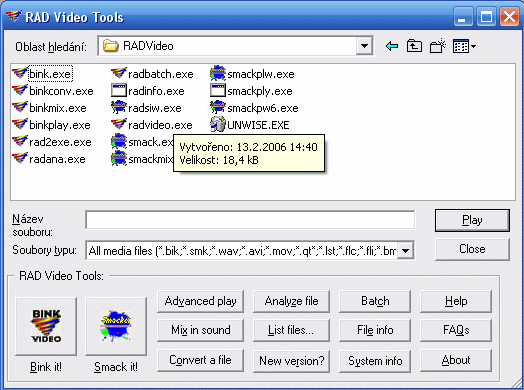 RAD Video Tools
Oblast hledání: RADVideo
bink.exe radbatch.exe smackplw.exe
binkconv.exe radinfo.exe smackply.exe
binkmix.exe radsiw.exe smackpw6.exe
binkplay.exe radvideo.exe UNWISE.EXE
rad2exe.exe smack.ex
radana.exe smackmix
Vytvořeno: 13.2.2006 14:40
Velikost: 18,4 kB
Název souboru: Play
Soubory typu: All media files (*.bik;*.smk,*.wav;*.avi;*.mov,*.qt*;*.lst;*.flc,*.fli;*.bm Close
RAD Video Tools:
BINK VIDEO
Smacker
Bink it! Smack it!
Advanced play Analyze file Batch Help
Mix in sound List files... File info FAQs
Convert a file New version? System info About